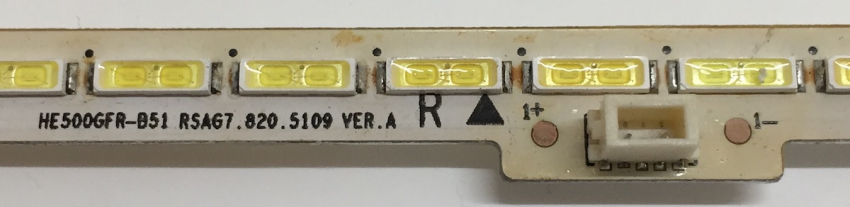 HE500GFR-B51 RSAG7.820.5109 VER.A R 1+ 1-